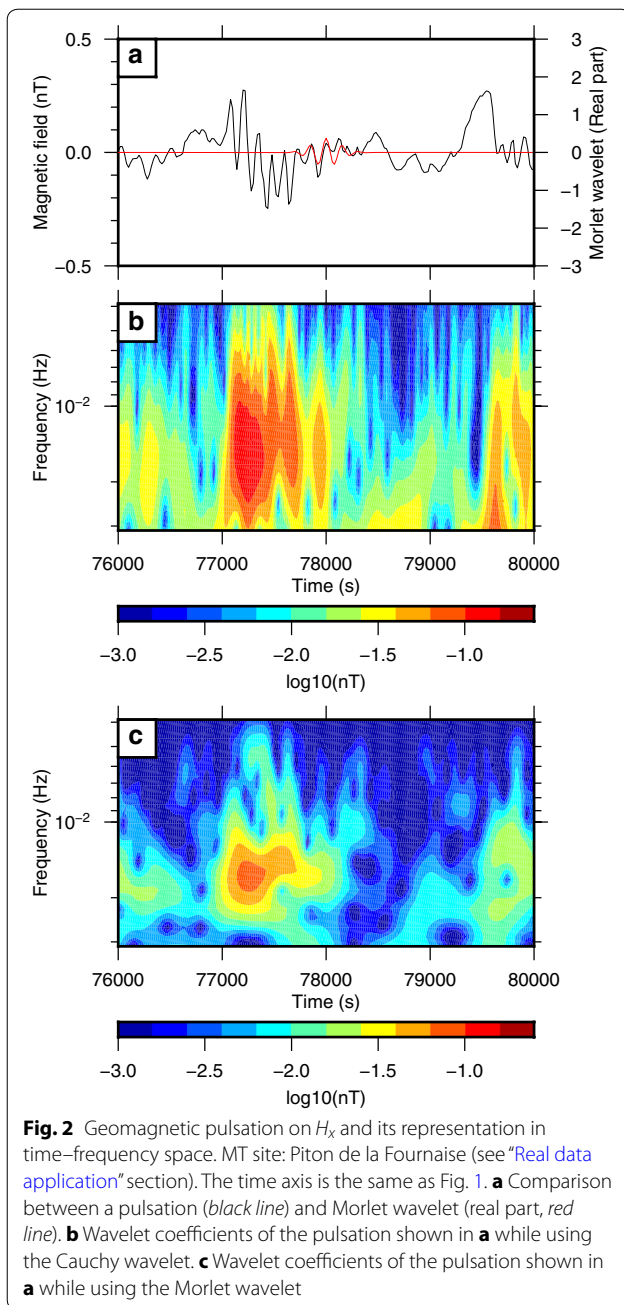 a
0.5
0.0
−0.5
Magnetic field (nT)
3
2
1
0
−1
−2
−3
Morlet wavelet (Real part)
b
Frequency (Hz)
10−2
76000 77000 78000 79000 80000
Time (s)
−3.0 −2.5 −2.0 −1.5 −1.0
log10(nT)
c
Frequency (Hz)
10−2
76000 77000 78000 79000 80000
Time (s)
−3.0 −2.5 −2.0 −1.5 −1.0
log10(nT)
Fig. 2 Geomagnetic pulsation on Hx and its representation in
time–frequency space. MT site: Piton de la Fournaise (see “Real data
application” section). The time axis is the same as Fig. 1. a Comparison
between a pulsation (black line) and Morlet wavelet (real part, red
line). b Wavelet coefficients of the pulsation shown in a while using
the Cauchy wavelet. c Wavelet coefficients of the pulsation shown in
a while using the Morlet wavelet